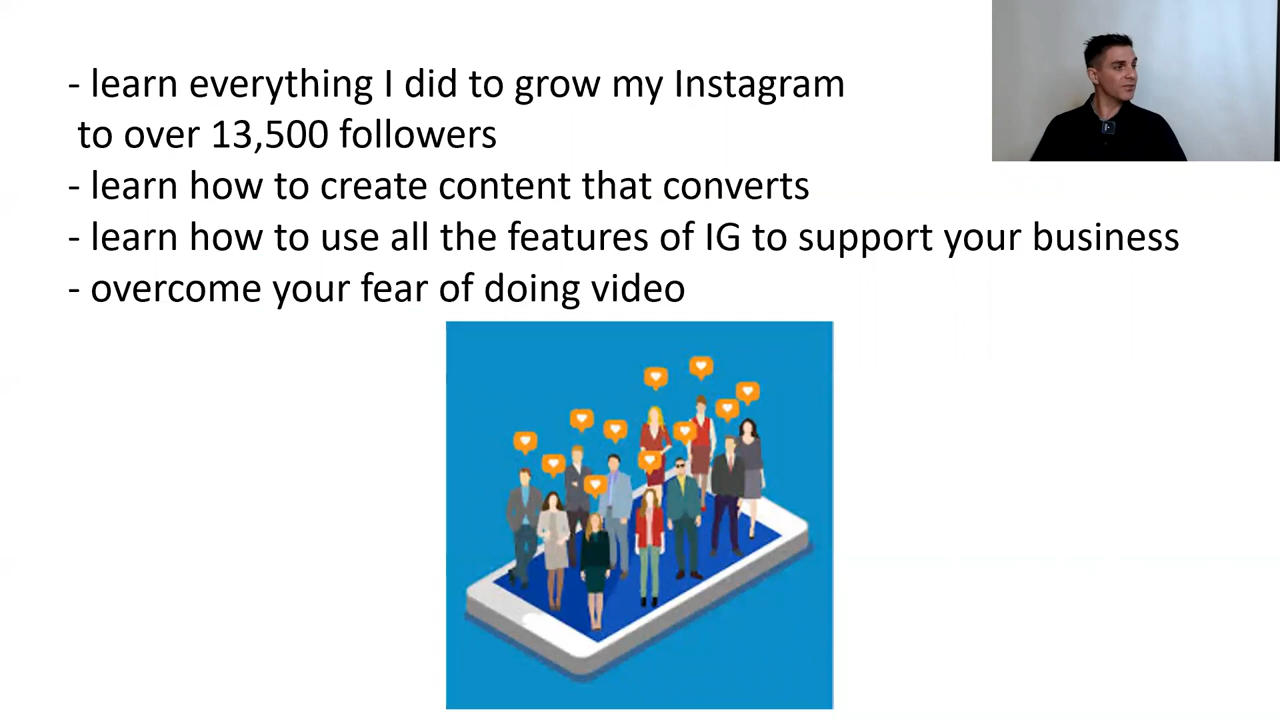 - learn everything I did to grow my Instagram
to over 13,500 followers
- learn how to create content that converts
- learn how to use all the features of IG to support your business
- overcome your fear of doing video